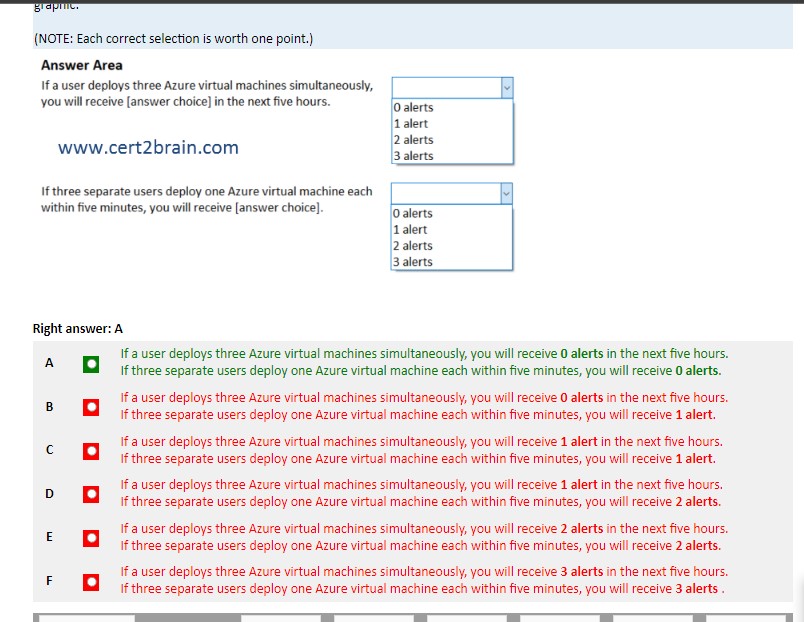 graphic.
(NOTE: Each correct selection is worth one point.)
Answer Area
If a user deploys three Azure virtual machines simultaneously,
you will receive [answer choice] in the next five hours.
0 alerts
1 alert
2 alerts
3 alerts
www.cert2brain.com
If three separate users deploy one Azure virtual machine each
within five minutes, you will receive [answer choice].
0 alerts
1 alert
2 alerts
3 alerts
Right answer: A
A
If a user deploys three Azure virtual machines simultaneously, you will receive 0 alerts in the next five hours.
If three separate users deploy one Azure virtual machine each within five minutes, you will receive 0 alerts.
B
If a user deploys three Azure virtual machines simultaneously, you will receive 0 alerts in the next five hours.
If three separate users deploy one Azure virtual machine each within five minutes, you will receive 1 alert.
C
If a user deploys three Azure virtual machines simultaneously, you will receive 1 alert in the next five hours.
If three separate users deploy one Azure virtual machine each within five minutes, you will receive 1 alert.
D
If a user deploys three Azure virtual machines simultaneously, you will receive 1 alert in the next five hours.
If three separate users deploy one Azure virtual machine each within five minutes, you will receive 2 alerts.
E
If a user deploys three Azure virtual machines simultaneously, you will receive 2 alerts in the next five hours.
If three separate users deploy one Azure virtual machine each within five minutes, you will receive 2 alerts.
F
If a user deploys three Azure virtual machines simultaneously, you will receive 3 alerts in the next five hours.
If three separate users deploy one Azure virtual machine each within five minutes, you will receive 3 alerts .